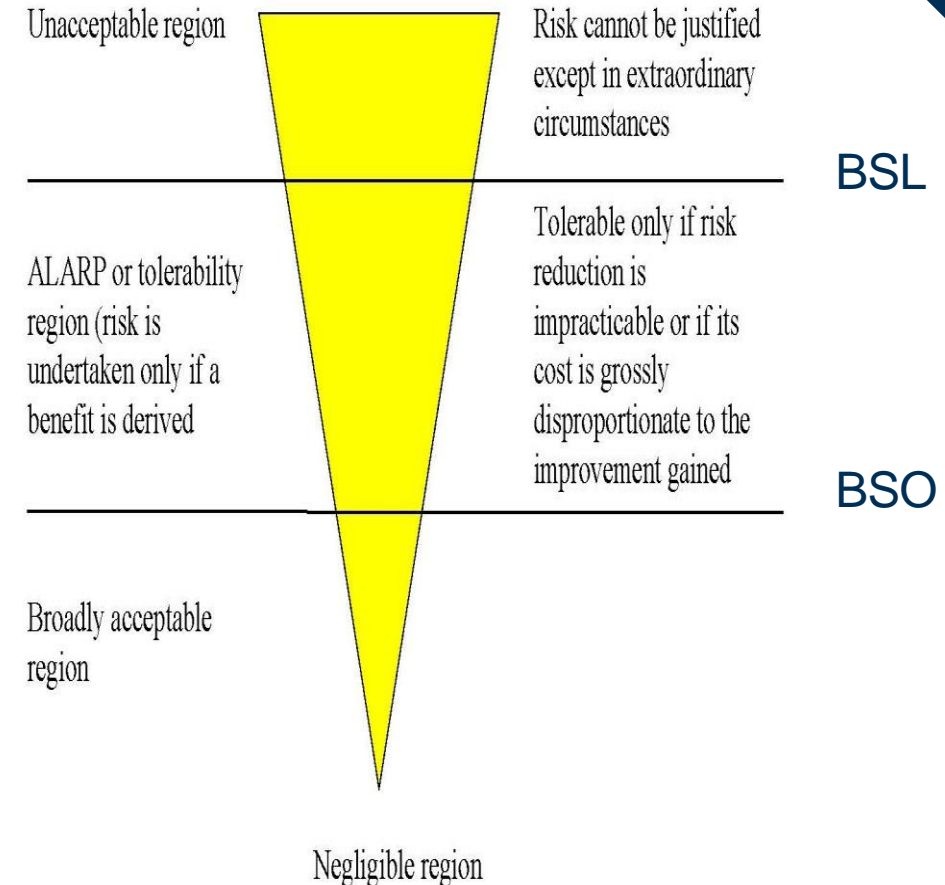 Unacceptable region
Risk cannot be justified
except in extraordinary
circumstances
BSL
ALARP or tolerability
region (risk is
undertaken only if a
benefit is derived
Tolerable only if risk
reduction is
impracticable or if its
cost is grossly
disproportionate to the
improvement gained
BSO
Broadly acceptable
region
Negligible region